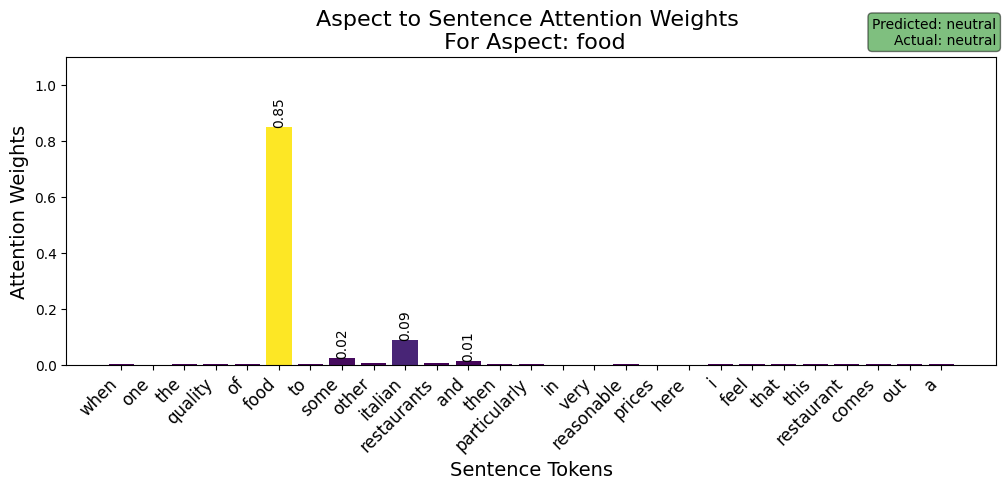 Aspect to Sentence Attention Weights
For Aspect: food
Predicted: neutral
Actual: neutral
Attention Weights
1.0
0.8
0.6
0.4
0.2
0.0
0.85
0.02
0.09
0.01
when
one
the
quality
of
food
to
some
other
italian
restaurants
and
then
particularly
in
very
reasonable
prices
here
i
feel
that
this
restaurant
comes
out
a
Sentence Tokens